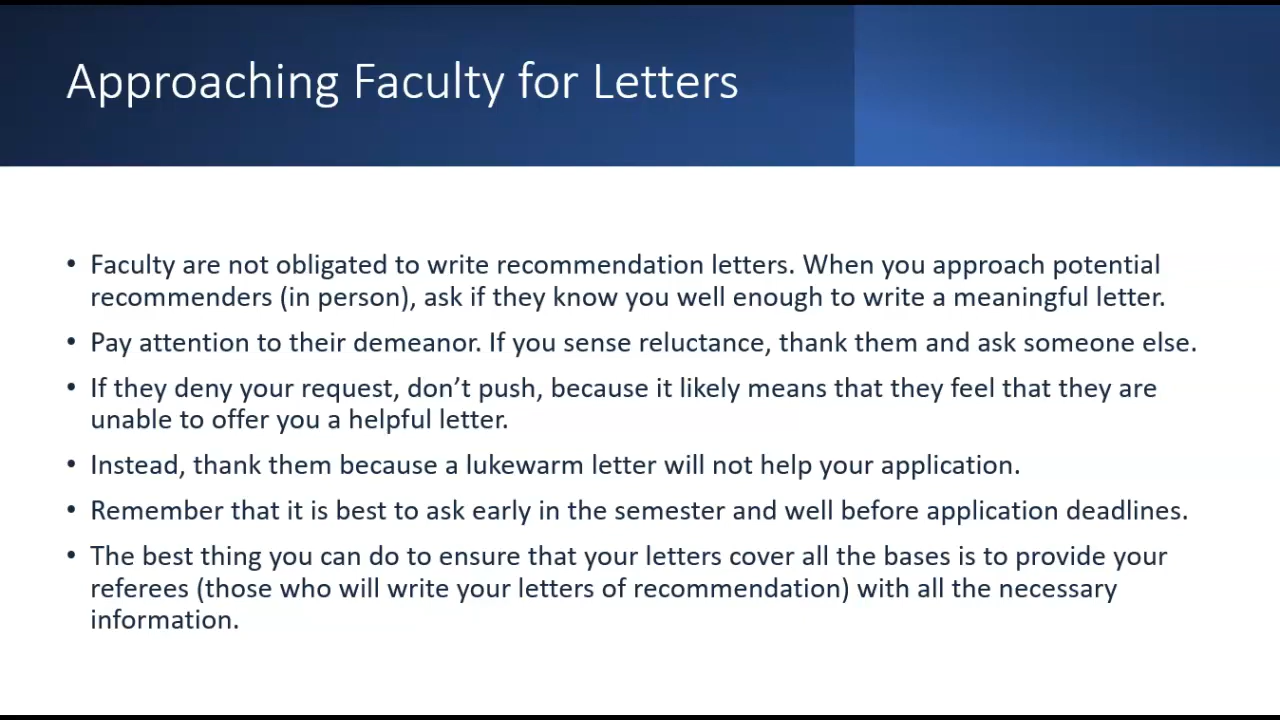 Approaching Faculty for Letters
• Faculty are not obligated to write recommendation letters. When you approach potential
recommenders (in person), ask if they know you well enough to write a meaningful letter.
• Pay attention to their demeanor. If you sense reluctance, thank them and ask someone else.
• If they deny your request, don’t push, because it likely means that they feel that they are
unable to offer you a helpful letter.
• Instead, thank them because a lukewarm letter will not help your application.
• Remember that it is best to ask early in the semester and well before application deadlines.
• The best thing you can do to ensure that your letters cover all the bases is to provide your
referees (those who will write your letters of recommendation) with all the necessary
information.